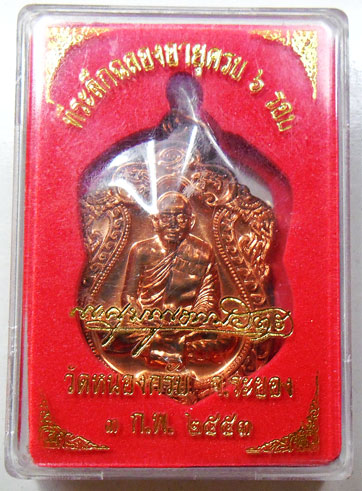 ที่ระลึกฉลองอายุครบ ๖ รอบ
วัดหนองกรับ จ.ระยอง
๓ ก.ค. ๒๕๕๓